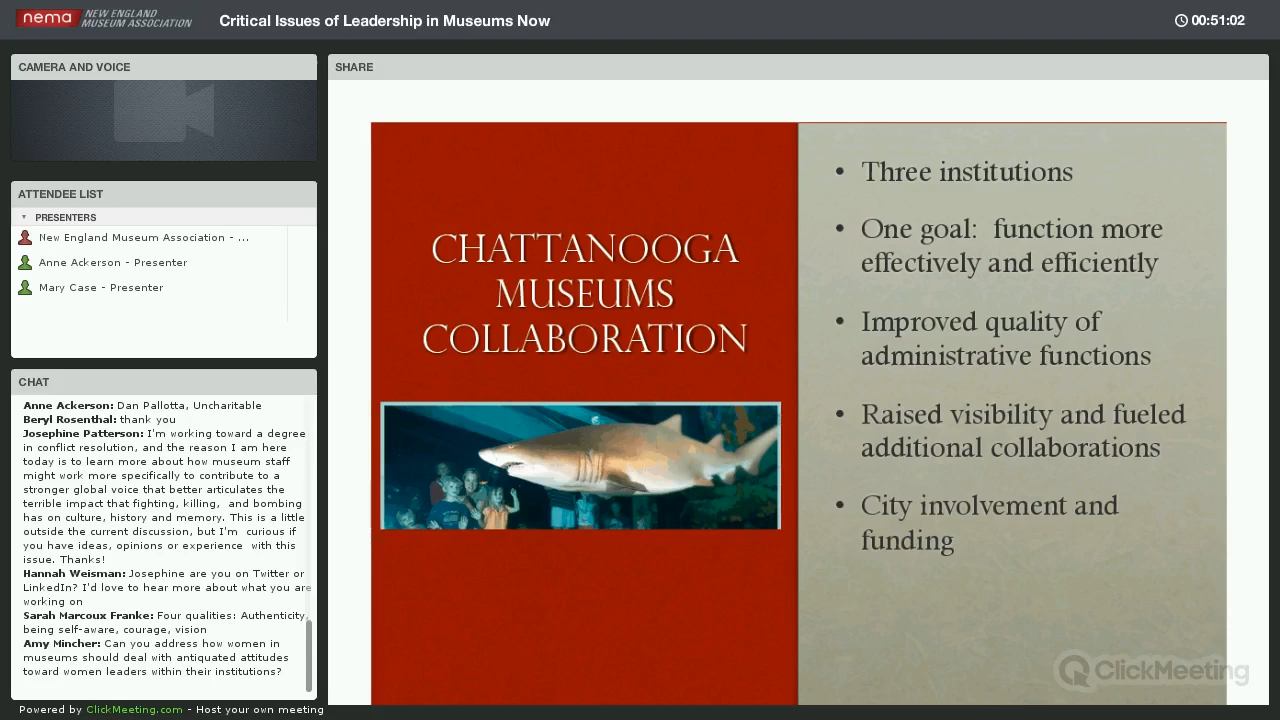 nema NEW ENGLAND
MUSEUM ASSOCIATION
Critical Issues of Leadership in Museums Now
00:51:02
CAMERA AND VOICE
ATTENDEE LIST
PRESENTERS
New England Museum Association - ...
Anne Ackerson - Presenter
Mary Case - Presenter
CHAT
Anne Ackerson: Dan Pallotta, Uncharitable
Beryl Rosenthal: thank you
Josephine Patterson: I'm working toward a degree
in conflict resolution, and the reason I am here
today is to learn more about how museum staff
might work more specifically to contribute to a
stronger global voice that better articulates the
terrible impact that fighting, killing,  and bombing
has on culture, history and memory. This is a little
outside the current discussion, but I'm  curious if
you have ideas, opinions or experience  with this
issue. Thanks!
Hannah Weisman: Josephine are you on Twitter or
LinkedIn? I'd love to hear more about what you are
working on
Sarah Marcoux Franke: Four qualities: Authenticity,
being self-aware, courage, vision
Amy Mincher: Can you address how women in
museums should deal with antiquated attitudes
toward women leaders within their institutions?
Powered by ClickMeeting.com - Host your own meeting
SHARE
CHATTANOOGA
MUSEUMS
COLLABORATION
• Three institutions
• One goal:  function more
effectively and efficiently
• Improved quality of
administrative functions
• Raised visibility and fueled
additional collaborations
• City involvement and
funding
ClickMeeting